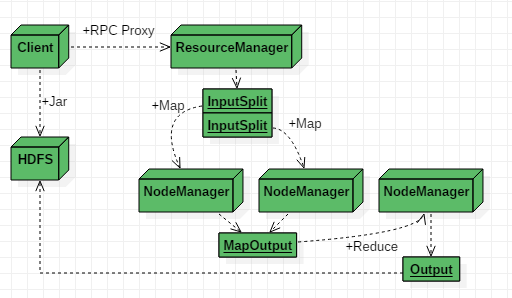 +RPC Proxy
Client
ResourceManager
+Jar
InputSplit
+Map
InputSplit
+Map
HDFS
NodeManager
NodeManager
NodeManager
MapOutput
+Reduce
Output